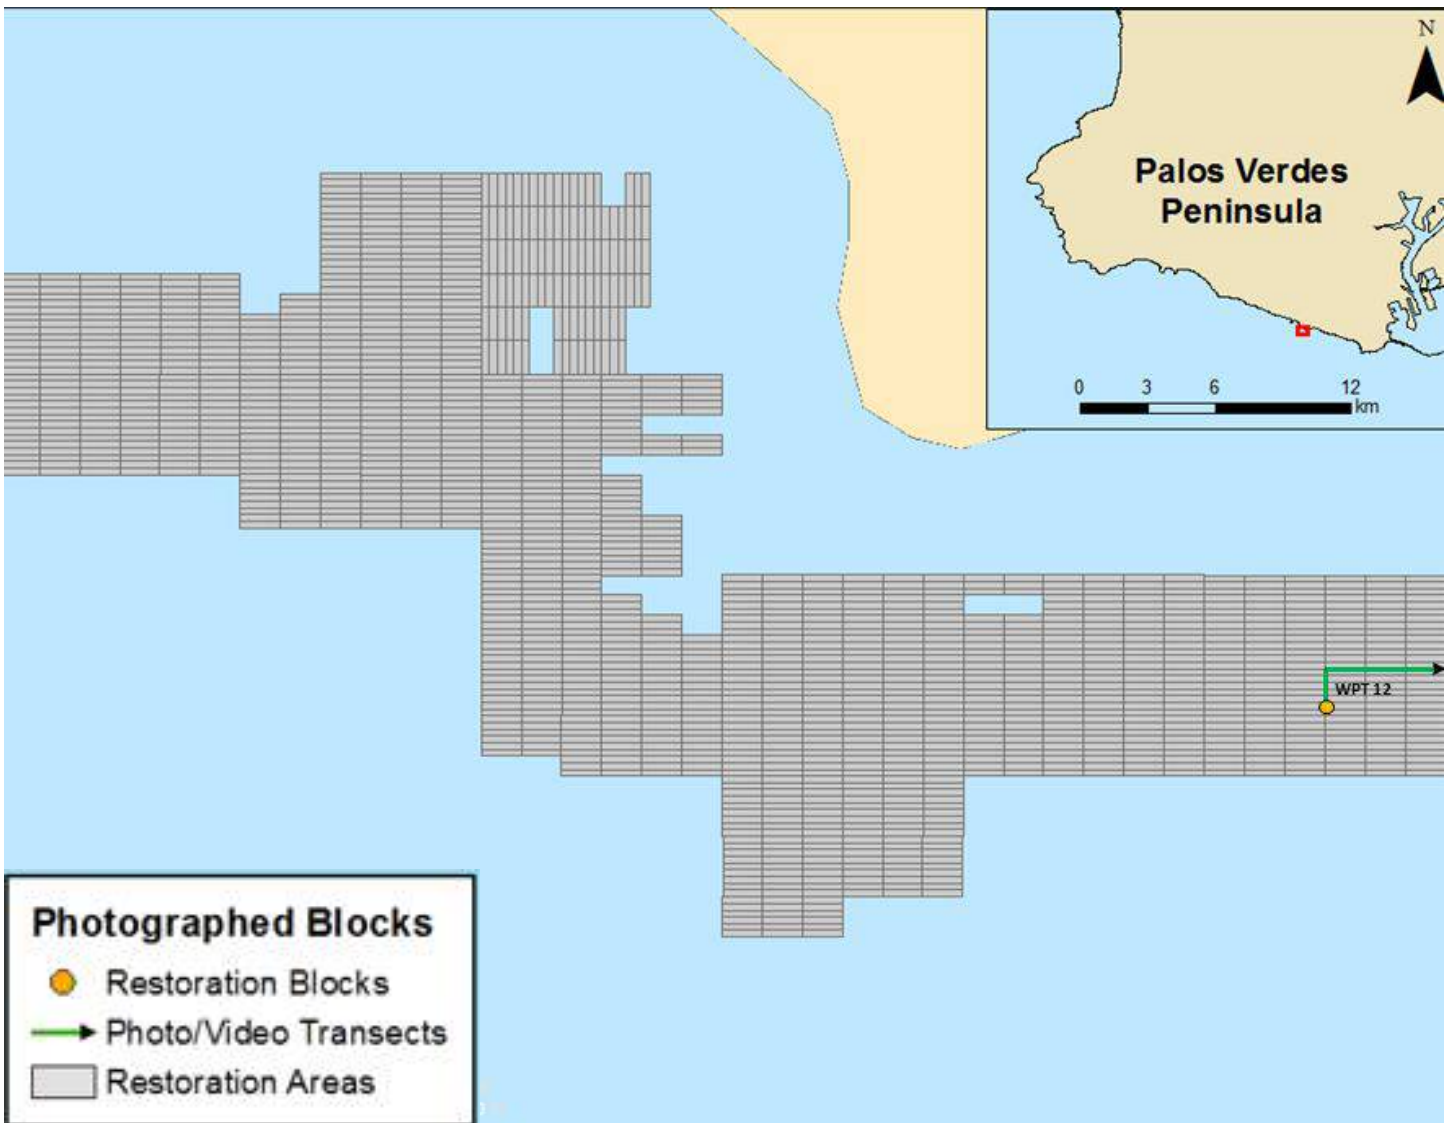 N
Palos Verdes
Peninsula
0 3 6 12
km
WPT 12
Photographed Blocks
Restoration Blocks
Photo/Video Transects
Restoration Areas